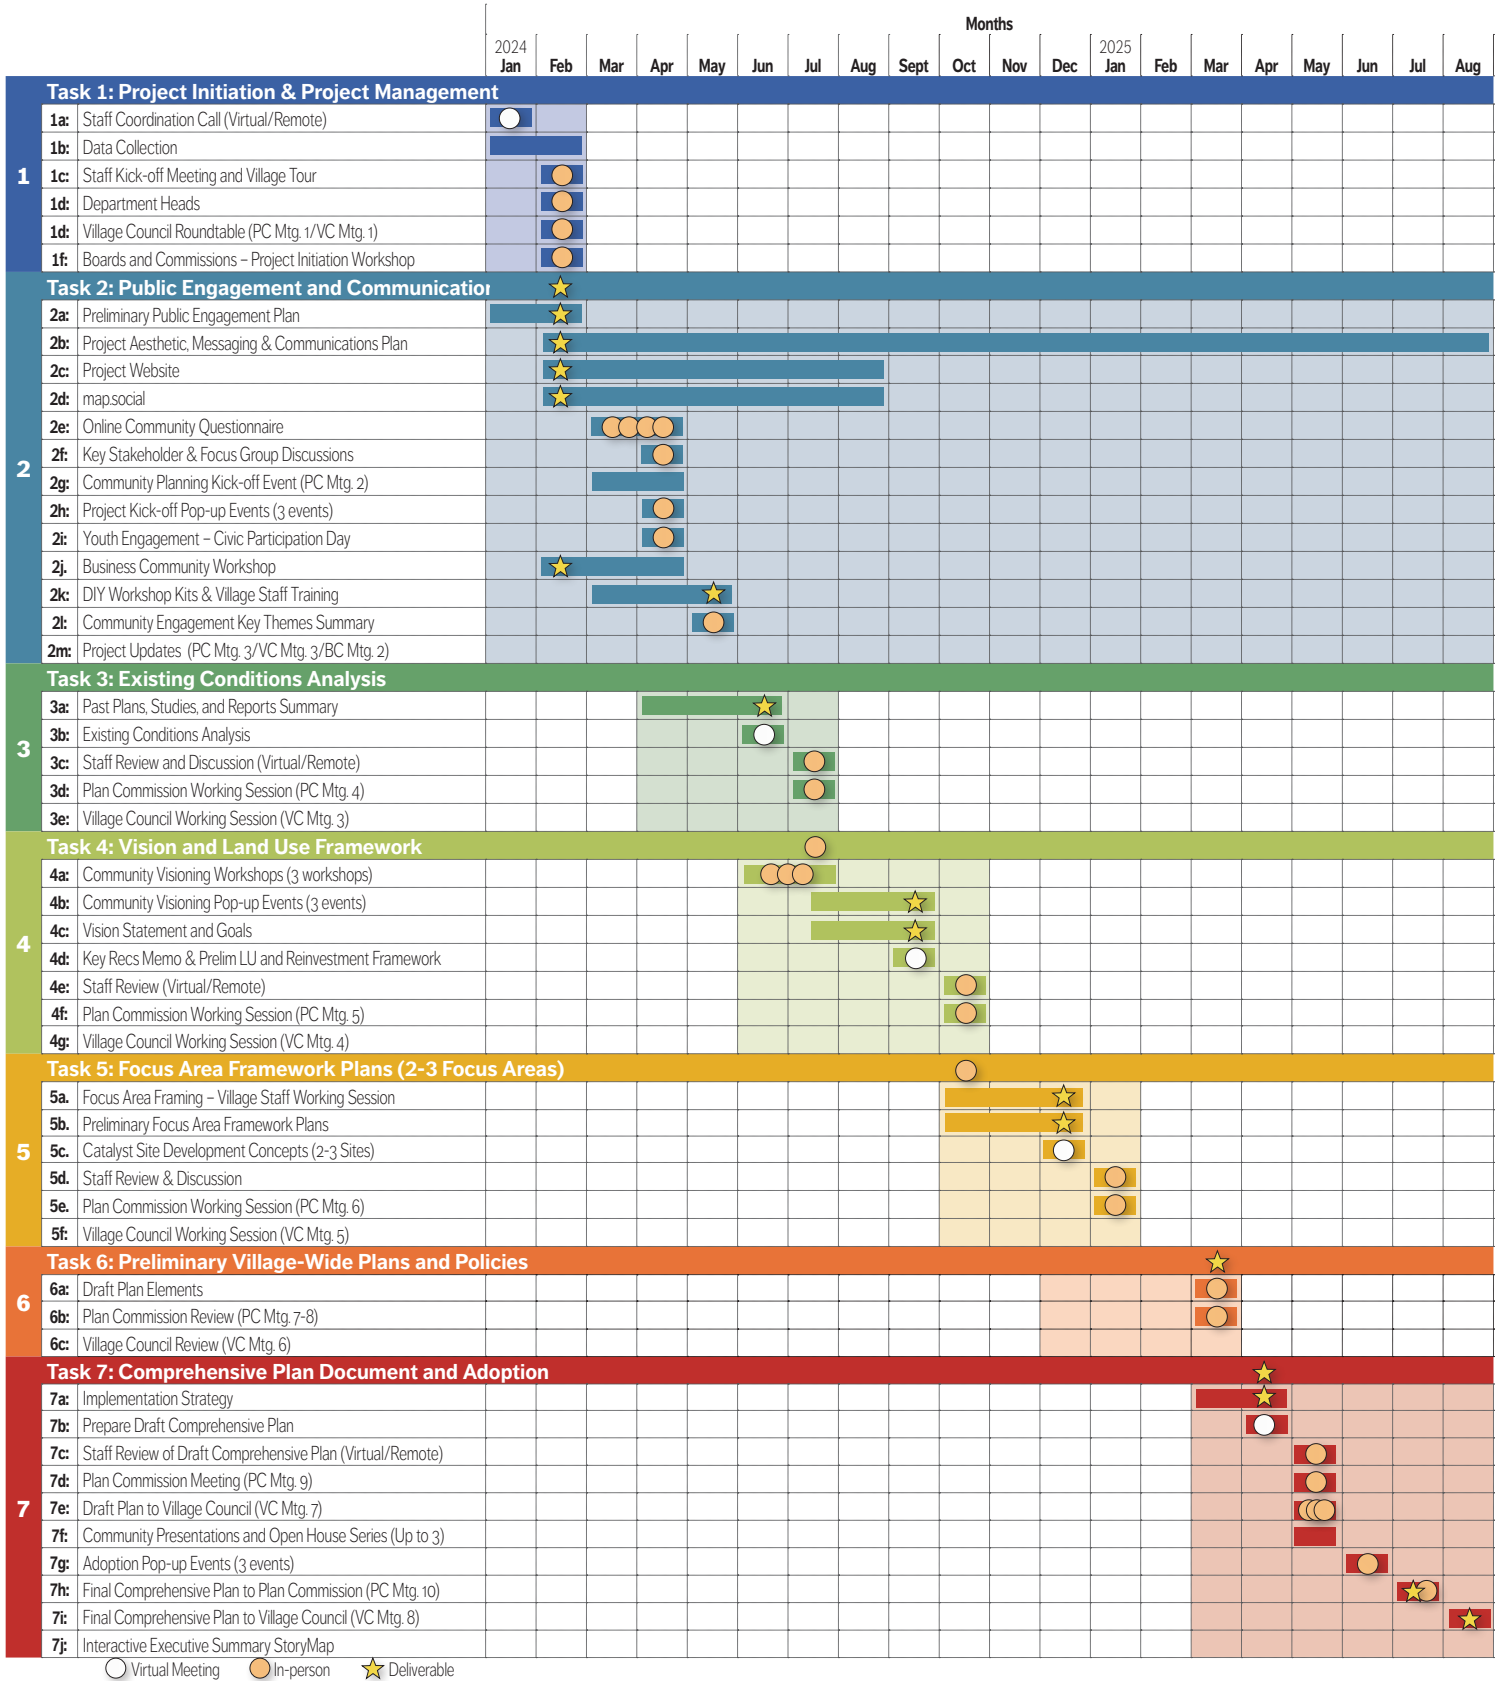 Months
2024 2025
Jan Feb Mar Apr May Jun Jul Aug Sept Oct Nov Dec Jan Feb Mar Apr May Jun Jul Aug
Task 1: Project Initiation & Project Management
1a: Staff Coordination Call (Virtual/Remote)
1b: Data Collection
1 1c: Staff Kick-off Meeting and Village Tour
1d: Department Heads
1d: Village Council Roundtable (PC Mtg. 1/VC Mtg. 1)
1f: Boards and Commissions – Project Initiation Workshop
Task 2: Public Engagement and Communication
2a: Preliminary Public Engagement Plan
2b: Project Aesthetic, Messaging & Communications Plan
2c: Project Website
2d: map.social
2e: Online Community Questionnaire
2f: Key Stakeholder & Focus Group Discussions
2 2g: Community Planning Kick-off Event (PC Mtg. 2)
2h: Project Kick-off Pop-up Events (3 events)
2i: Youth Engagement – Civic Participation Day
2j. Business Community Workshop
2k: DIY Workshop Kits & Village Staff Training
2l: Community Engagement Key Themes Summary
2m: Project Updates (PC Mtg. 3/VC Mtg. 3/BC Mtg. 2)
Task 3: Existing Conditions Analysis
3a: Past Plans, Studies, and Reports Summary
3b: Existing Conditions Analysis
3 3c: Staff Review and Discussion (Virtual/Remote)
3d: Plan Commission Working Session (PC Mtg. 4)
3e: Village Council Working Session (VC Mtg. 3)
Task 4: Vision and Land Use Framework
4a: Community Visioning Workshops (3 workshops)
4b: Community Visioning Pop-up Events (3 events)
4c: Vision Statement and Goals
4 4d: Key Recs Memo & Prelim LU and Reinvestment Framework
4e: Staff Review (Virtual/Remote)
4f: Plan Commission Working Session (PC Mtg. 5)
4g: Village Council Working Session (VC Mtg. 4)
Task 5: Focus Area Framework Plans (2-3 Focus Areas)
5a. Focus Area Framing – Village Staff Working Session
5b. Preliminary Focus Area Framework Plans
5 5c. Catalyst Site Development Concepts (2-3 Sites)
5d. Staff Review & Discussion
5e. Plan Commission Working Session (PC Mtg. 6)
5f: Village Council Working Session (VC Mtg. 5)
Task 6: Preliminary Village-Wide Plans and Policies
6a: Draft Plan Elements
6 6b: Plan Commission Review (PC Mtg. 7-8)
6c: Village Council Review (VC Mtg. 6)
Task 7: Comprehensive Plan Document and Adoption
7a: Implementation Strategy
7b: Prepare Draft Comprehensive Plan
7c: Staff Review of Draft Comprehensive Plan (Virtual/Remote)
7d: Plan Commission Meeting (PC Mtg. 9)
7 7e: Draft Plan to Village Council (VC Mtg. 7)
7f: Community Presentations and Open House Series (Up to 3)
7g: Adoption Pop-up Events (3 events)
7h: Final Comprehensive Plan to Plan Commission (PC Mtg. 10)
7i: Final Comprehensive Plan to Village Council (VC Mtg. 8)
7j: Interactive Executive Summary StoryMap
Virtual Meeting In-person Deliverable